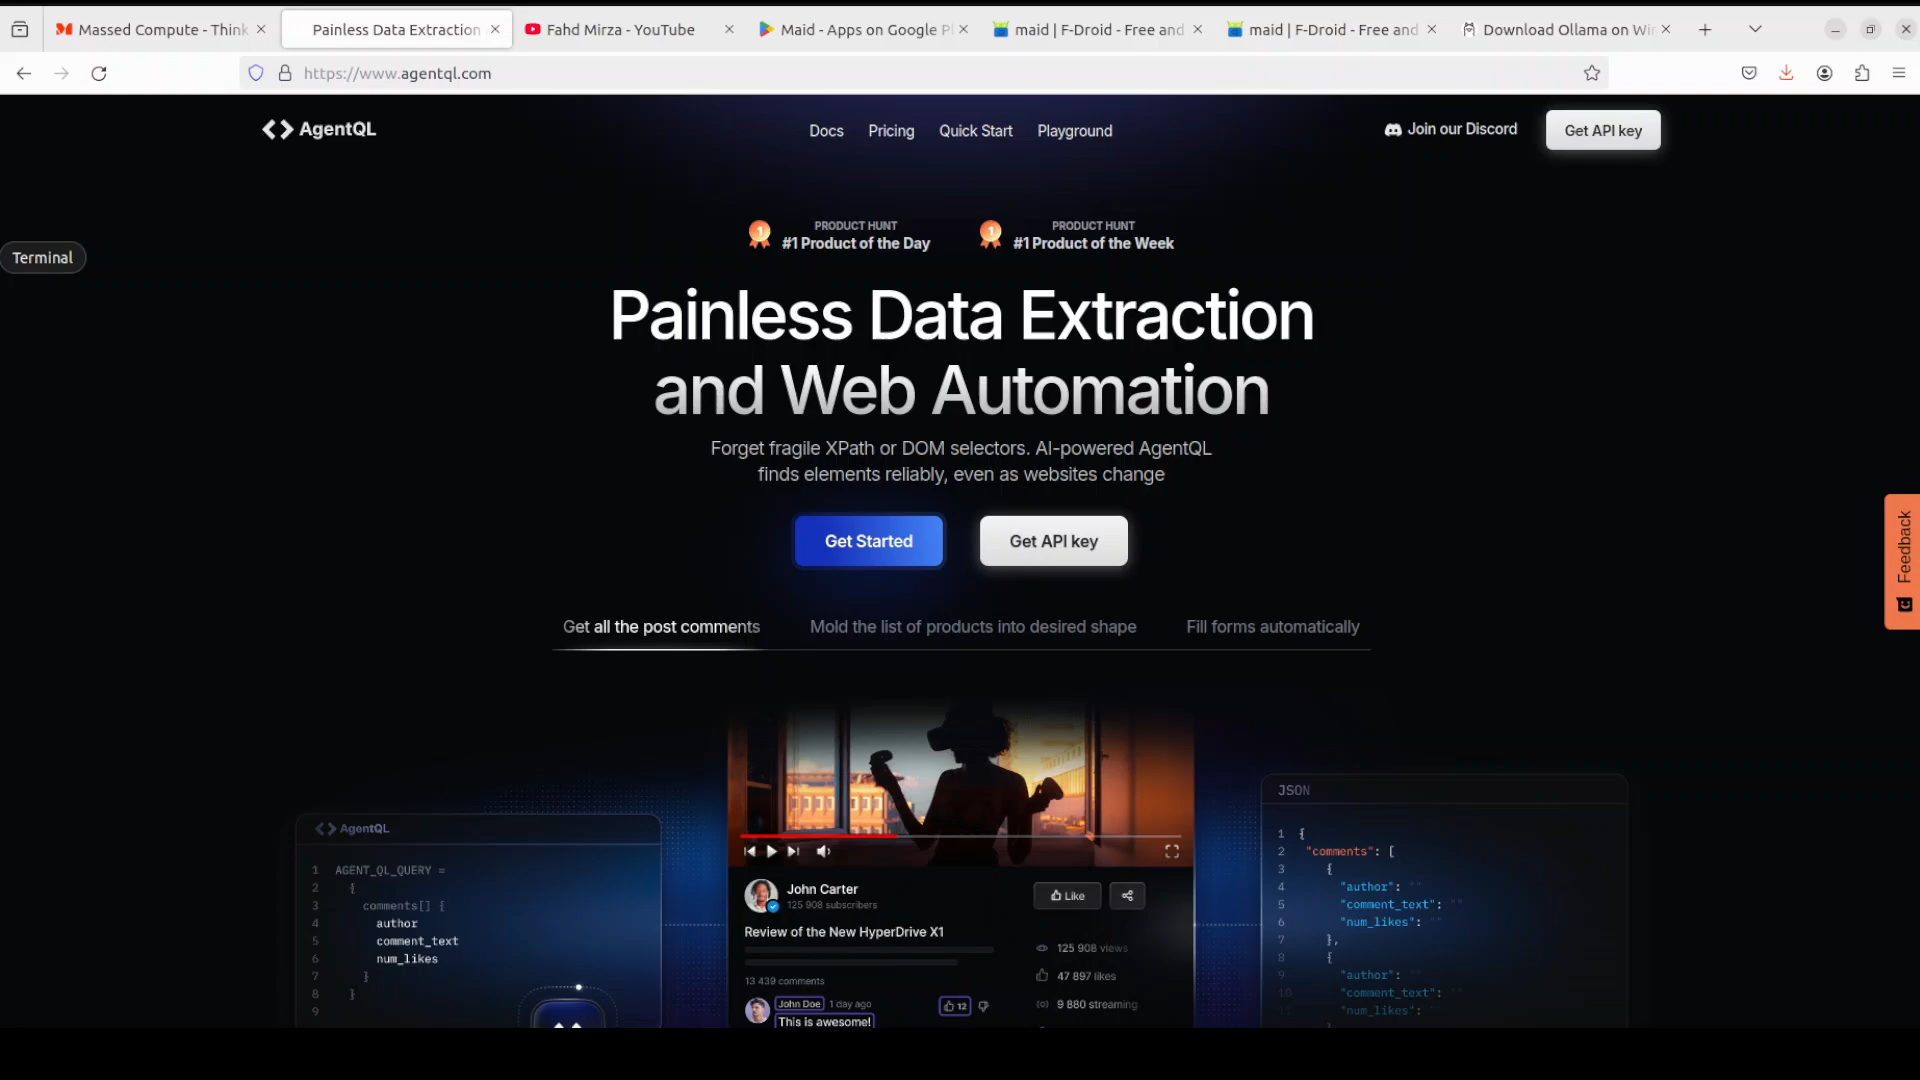 Massed Compute - Think
Painless Data Extraction
Fahd Mirza - YouTube
Maid - Apps on Google Pl
maid | F-Droid - Free and
maid | F-Droid - Free and
Download Ollama on Win
https://www.agentql.com
AgentQL
Docs
Pricing
Quick Start
Playground
Join our Discord
Get API key
Terminal
PRODUCT HUNT
#1 Product of the Day
PRODUCT HUNT
#1 Product of the Week
Painless Data Extraction
and Web Automation
Forget fragile XPath or DOM selectors. AI-powered AgentQL
finds elements reliably, even as websites change
Get Started
Get API key
Feedback
Get all the post comments
Mold the list of products into desired shape
Fill forms automatically
AgentQL
1 AGENT_QL_QUERY =
2 {
3 comments[] {
4 author
5 comment_text
6 num_likes
7 }
8 }
9
John Carter
125 908 subscribers
Like
Review of the New HyperDrive X1
125 908 views
47 897 likes
9 880 streaming
13 439 comments
John Doe 1 day ago
12
This is awesome!
JSON
1 {
2 "comments": [
3 {
4 "author": ""
5 "comment_text": ""
6 "num_likes": ""
7 },
8 {
9 "author": ""
10 "comment_text": ""
11 "num_likes": ""